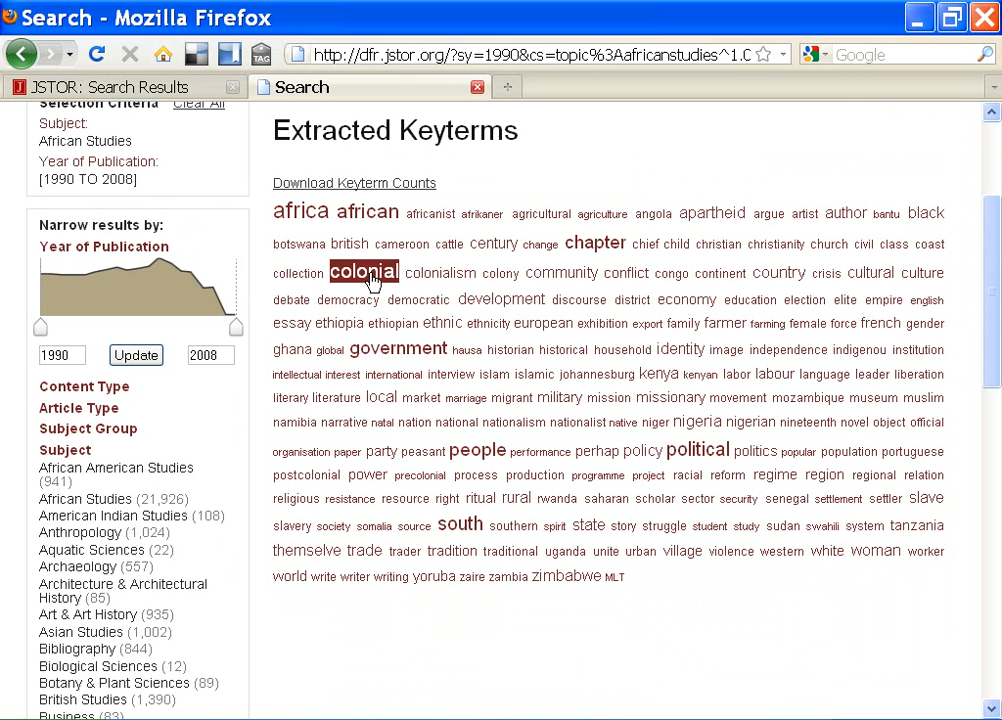 Search - Mozilla Firefox
http://dfr.jstor.org/?sy=1990&cs=topic%3Aafricanstudies^1.0
Google
TAG
JSTOR: Search Results
Search
Selection Criteria Clear All
Subject:
African Studies
Year of Publication:
[1990 TO 2008]
Narrow results by:
Year of Publication
1990 Update 2008
Content Type
Article Type
Subject Group
Subject
African American Studies
(941)
African Studies (21,926)
American Indian Studies (108)
Anthropology (1,024)
Aquatic Sciences (22)
Archaeology (557)
Architecture & Architectural
History (85)
Art & Art History (935)
Asian Studies (1,002)
Bibliography (844)
Biological Sciences (12)
Botany & Plant Sciences (89)
British Studies (1,390)
Business (83)
Extracted Keyterms
Download Keyterm Counts
africa african africanist afrikaner agricultural agriculture angola apartheid argue artist author bantu black
botswana british cameroon cattle century change chapter chief child christian christianity church civil class coast
collection colonial colonialism colony community conflict congo continent country crisis cultural culture
debate democracy democratic development discourse district economy education election elite empire english
essay ethiopia ethiopian ethnic ethnicity european exhibition export family farmer farming female force french gender
ghana global government hausa historian historical household identity image independence indigenou institution
intellectual interest international interview islam islamic johannesburg kenya kenyan labor labour language leader liberation
literary literature local market marriage migrant military mission missionary movement mozambique museum muslim
namibia narrative natal nation national nationalism nationalist native niger nigeria nigerian nineteenth novel object official
organisation paper party peasant people performance perhap policy political politics popular population portuguese
postcolonial power precolonial process production programme project racial reform regime region regional relation
religious resistance resource right ritual rural rwanda saharan scholar sector security senegal settlement settler slave
slavery society somalia source south southern spirit state story struggle student study sudan swahili system tanzania
themselve trade trader tradition traditional uganda unite urban village violence western white woman worker
world write writer writing yoruba zaire zambia zimbabwe MLT